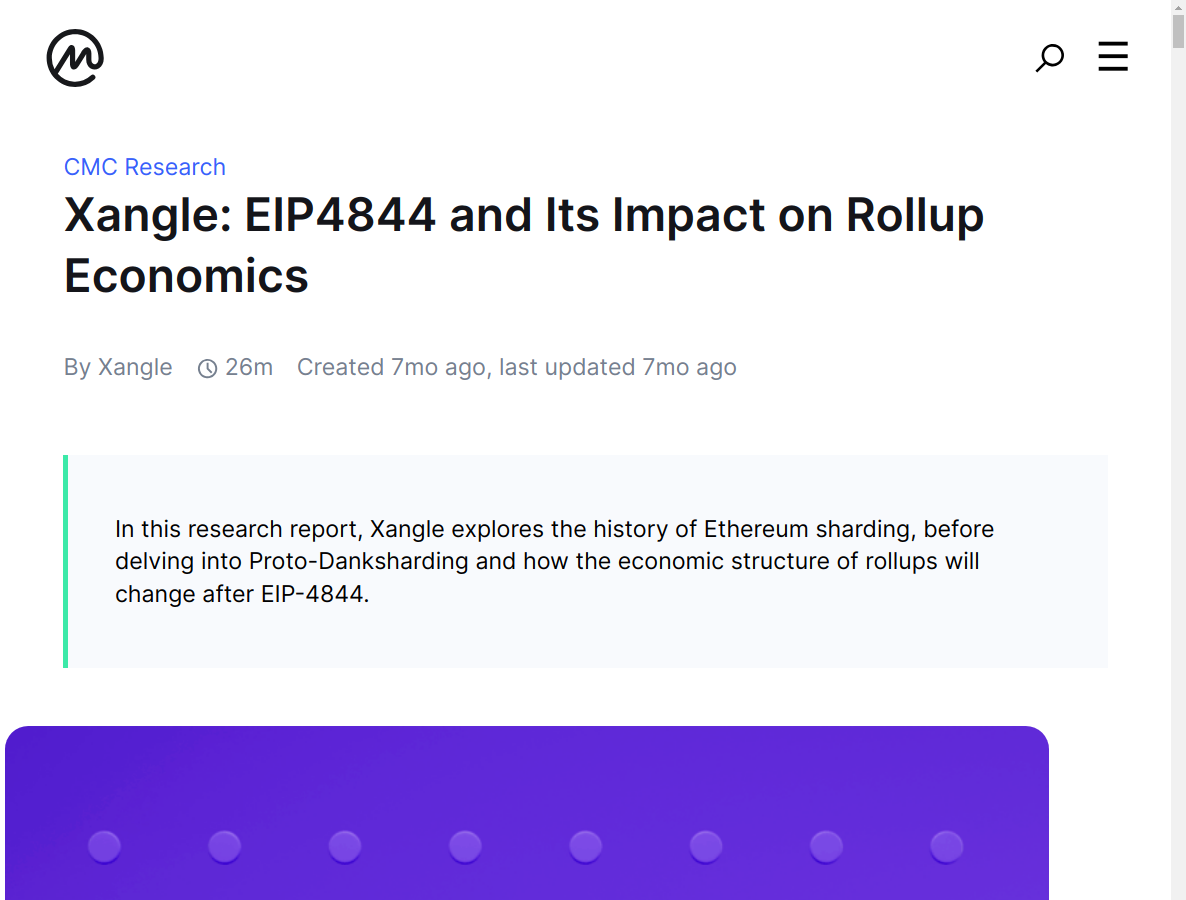 CMC Research
Xangle: EIP4844 and Its Impact on Rollup
Economics
By Xangle 26m Created 7mo ago, last updated 7mo ago
In this research report, Xangle explores the history of Ethereum sharding, before
delving into Proto-Danksharding and how the economic structure of rollups will
change after EIP-4844.